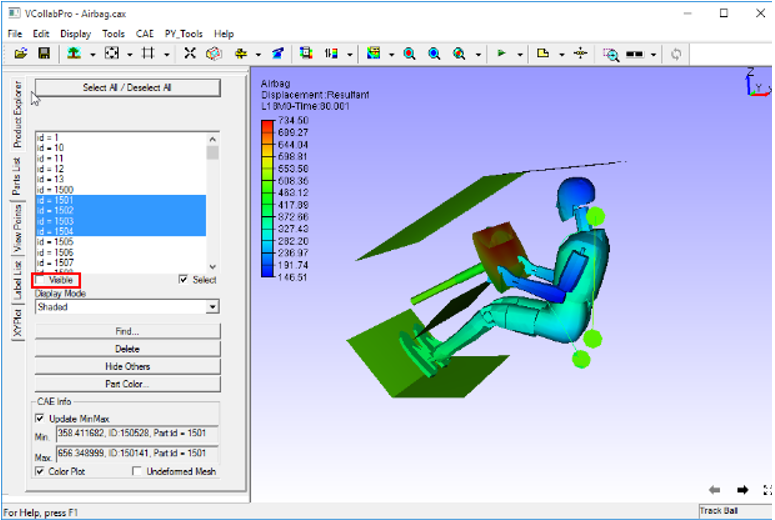 VCollabPro - Airbag.cax
File Edit Display Tools CAE PY_Tools Help
Select All / Deselect All
Product Explorer
Parts List
View Points
Label List
XYPlot
id = 1
id = 10
id = 11
id = 12
id = 13
id = 1500
id = 1501
id = 1502
id = 1503
id = 1504
id = 1505
id = 1506
id = 1507
Visible
Select
Display Mode
Shaded
Find...
Delete
Hide Others
Part Color...
CAE Info
Update MinMax
Min. 358.411682, ID:150528, Part:id = 1501
Max. 656.348999, ID:150141, Part:id = 1501
Color Plot
Undeformed Mesh
Airbag
Displacement:Resultant
L18M0-Time:80.001
734.50
689.27
644.04
598.81
553.58
508.35
463.12
417.89
372.66
327.43
282.20
236.97
191.74
146.51
Z
Y
For Help, press F1
Track Ball